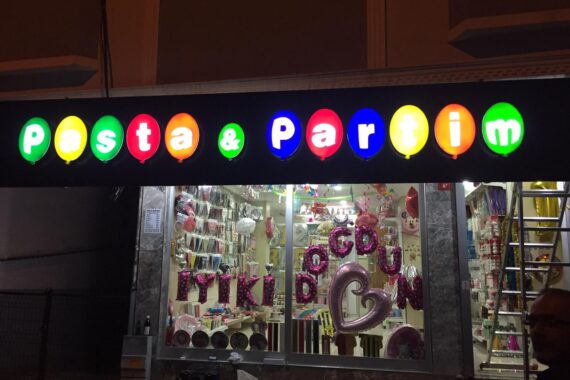 Pasta & Partim
İYİKİ DOĞDUN